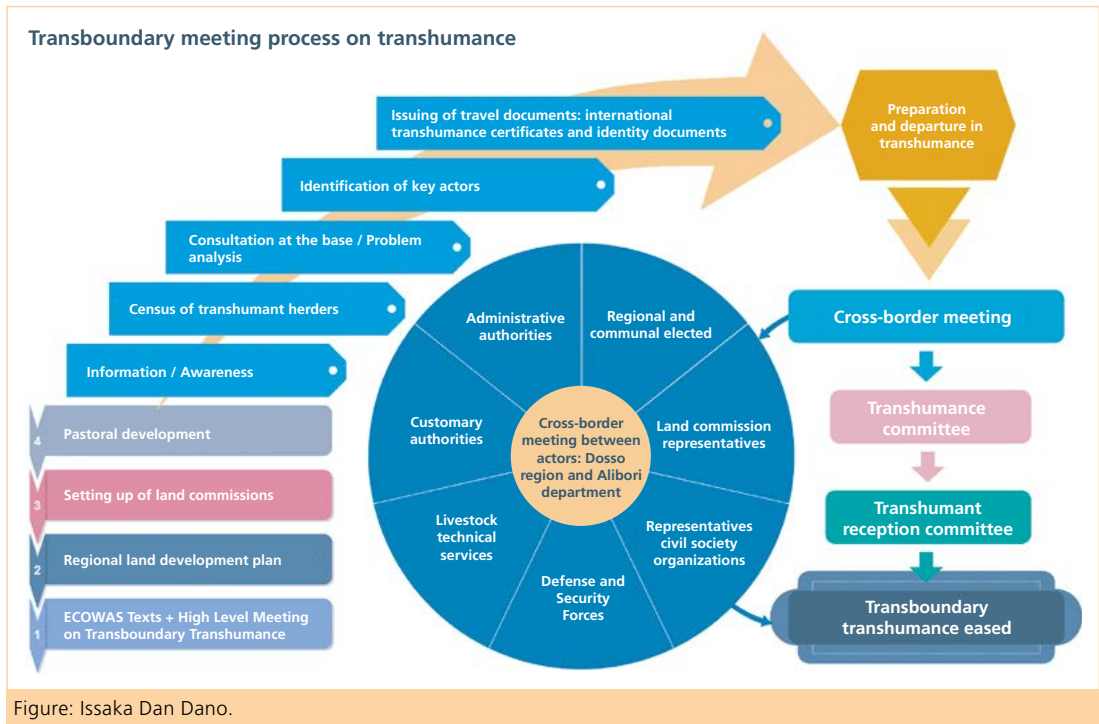 Transboundary meeting process on transhumance
Issuing of travel documents: international
transhumance certificates and identity documents
Identification of key actors
Consultation at the base / Problem
analysis
Census of transhumant herders
Information / Awareness
4
Pastoral development
3
Setting up of land commissions
2
Regional land development plan
1
ECOWAS Texts + High Level Meeting
on Transboundary Transhumance
Administrative
authorities
Regional and
communal elected
Customary
authorities
Land commission
representatives
Livestock
technical
services
Representatives
civil society
organizations
Defense and
Security
Forces
Cross-border
meeting between
actors: Dosso
region and Alibori
department
Preparation
and departure in
transhumance
Cross-border meeting
Transhumance
committee
Transhumant
reception committee
Transboundary
transhumance eased
Figure: Issaka Dan Dano.